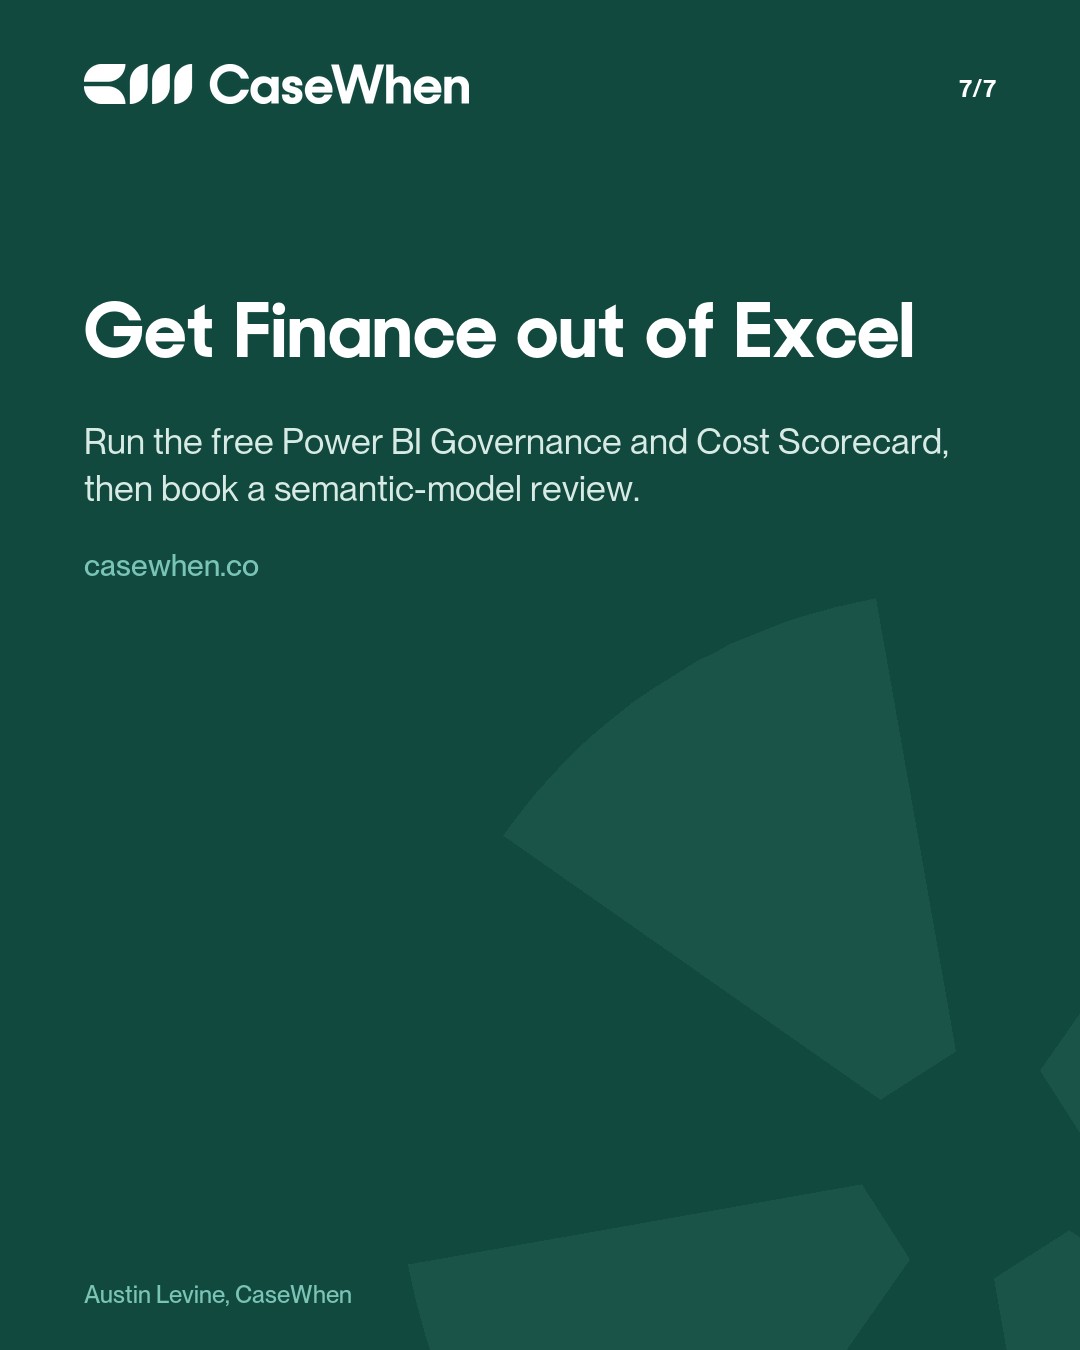 CaseWhen
7/7
Get Finance out of Excel
Run the free Power BI Governance and Cost Scorecard,
then book a semantic-model review.
casewhen.co
Austin Levine, CaseWhen